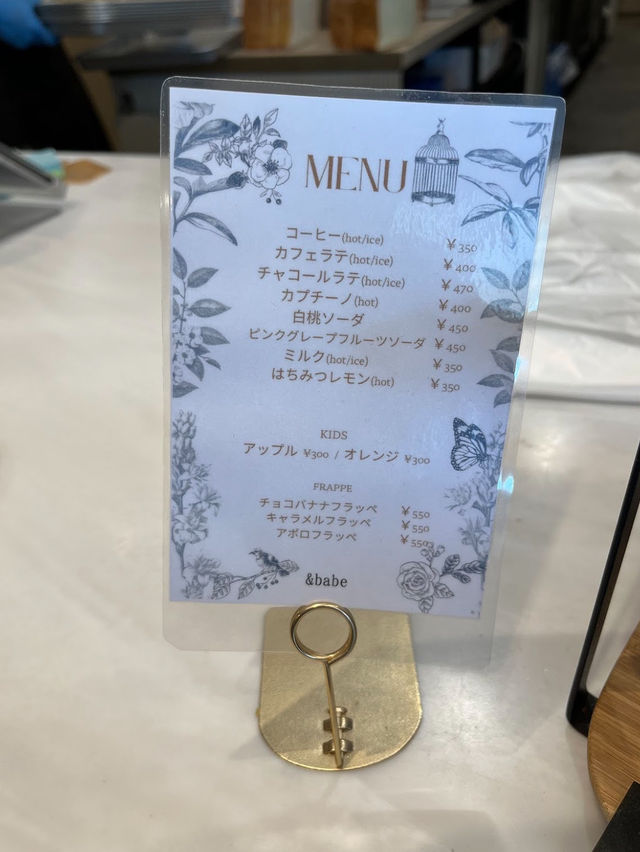 MENU
コーヒー(hot/ice) ¥350
カフェラテ(hot/ice) ¥400
チャコールラテ(hot/ice) ¥470
カプチーノ(hot) ¥400
白桃ソーダ ¥450
ピンクグレープフルーツソーダ ¥450
ミルク(hot/ice) ¥350
はちみつレモン(hot) ¥350
KIDS
アップル ¥300 / オレンジ ¥300
FRAPPE
チョコバナナフラッペ ¥550
キャラメルフラッペ ¥550
アポロフラッペ ¥550
&babe